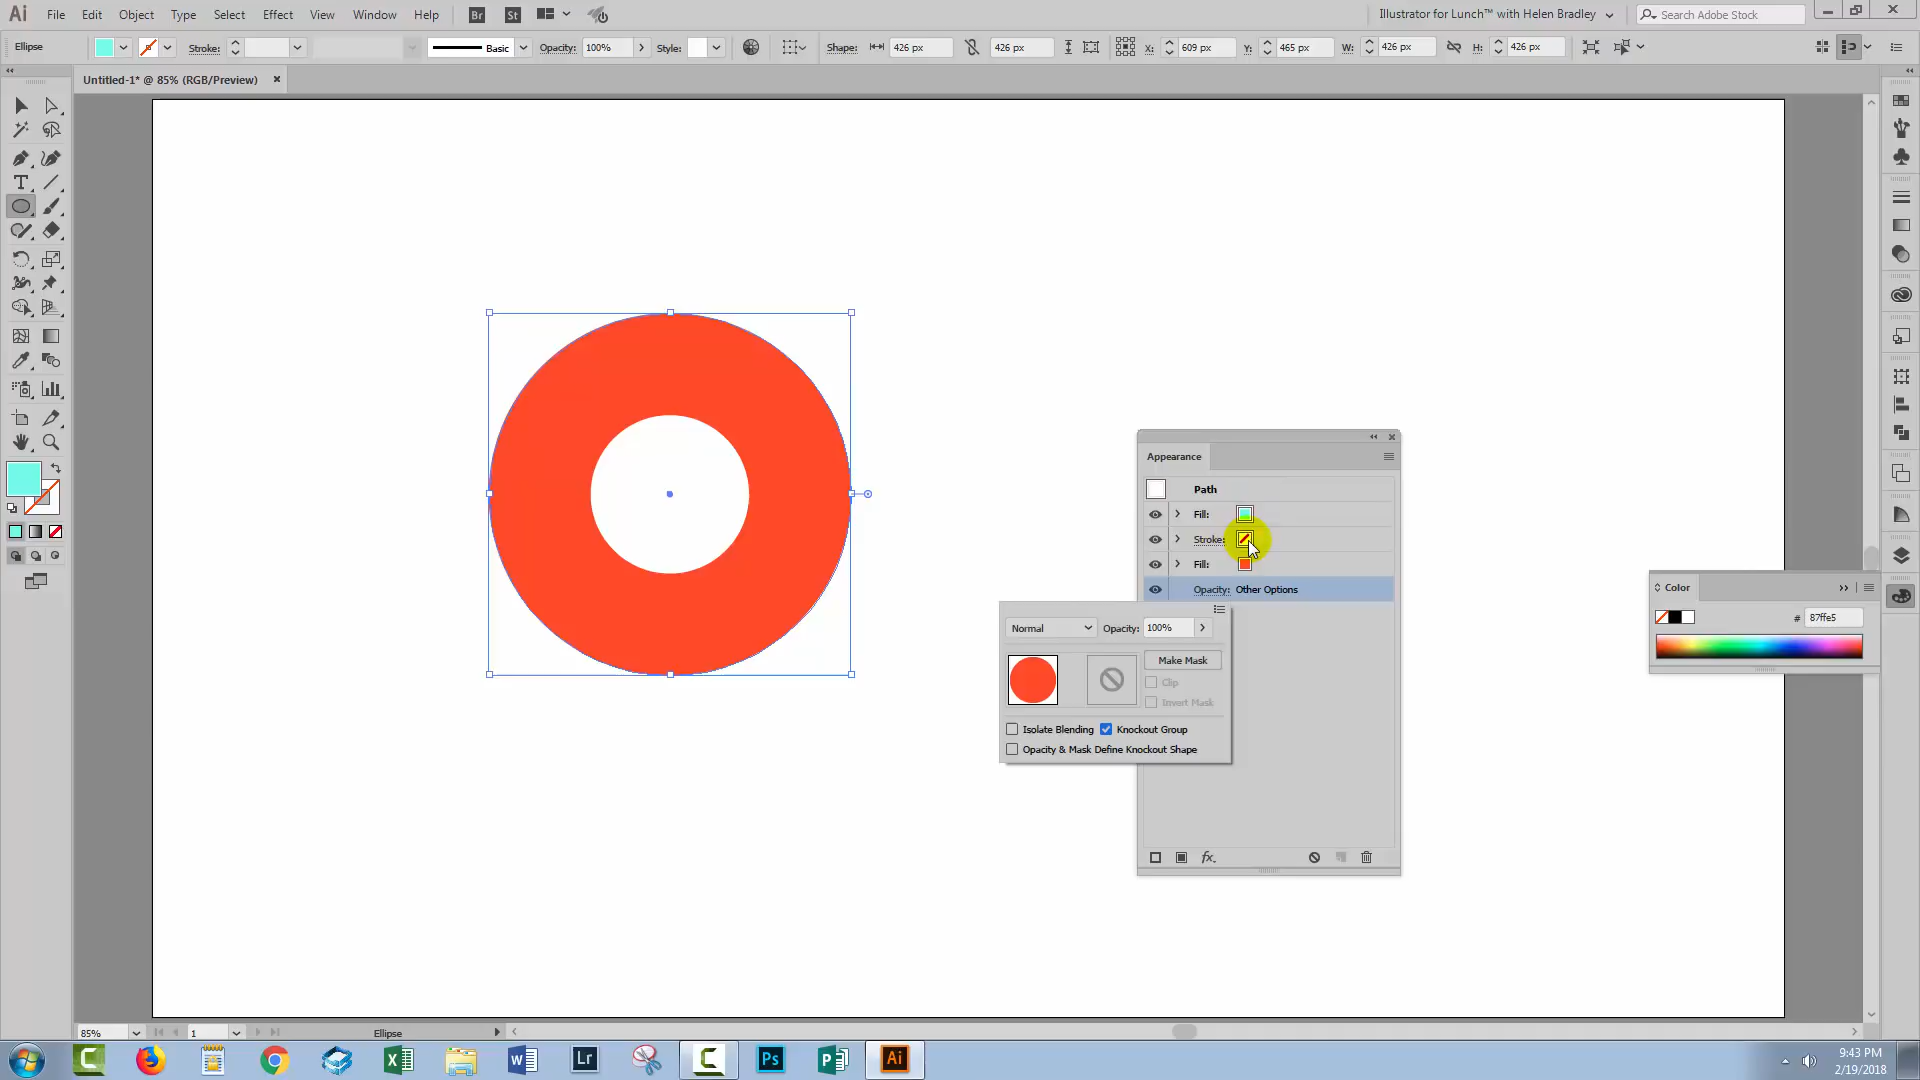 Ai File Edit Object Type Select Effect View Window Help Br St Illustrator for Lunch™ with Helen Bradley Search Adobe Stock
Ellipse Stroke: Basic Opacity: 100% Style: Shape: 426 px 426 px X: 609 px Y: 465 px W: 426 px H: 426 px
Untitled-1* @ 85% (RGB/Preview)
Appearance
Path
Fill:
Stroke:
Fill:
Opacity: Other Options
Normal Opacity: 100%
Make Mask
Clip
Invert Mask
Isolate Blending Knockout Group
Opacity & Mask Define Knockout Shape
Color
# 87ffe5
fx.
85% 1 Ellipse
Lr Ps Ai
9:43 PM
2/19/2018